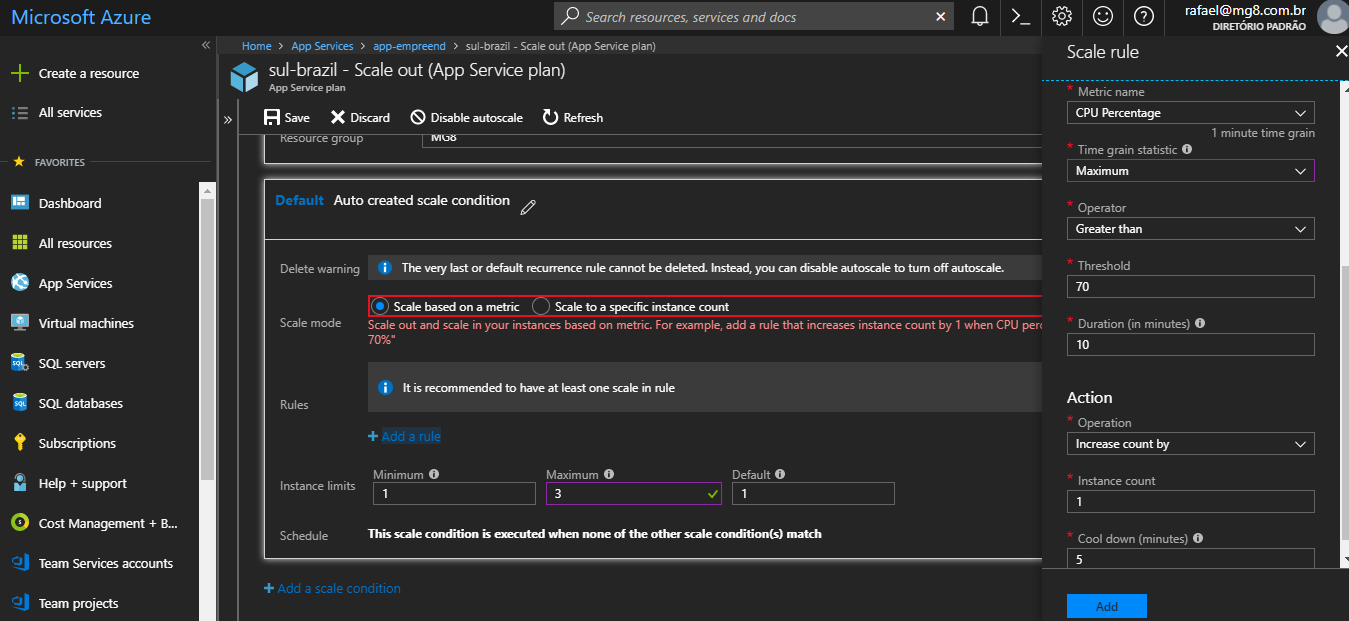 Microsoft Azure
Search resources, services and docs
rafael@mg8.com.br
DIRETÓRIO PADRÃO
Create a resource
All services
FAVORITES
Dashboard
All resources
App Services
Virtual machines
SQL servers
SQL databases
Subscriptions
Help + support
Cost Management + B...
Team Services accounts
Team projects
Home > App Services > app-empreend > sul-brazil - Scale out (App Service plan)
sul-brazil - Scale out (App Service plan)
App Service plan
Save Discard Disable autoscale Refresh
Resource group MG8
Default Auto created scale condition
Delete warning The very last or default recurrence rule cannot be deleted. Instead, you can disable autoscale to turn off autoscale.
Scale mode Scale based on a metric Scale to a specific instance count
Scale out and scale in your instances based on metric. For example, add a rule that increases instance count by 1 when CPU
70%"
Rules It is recommended to have at least one scale in rule
+ Add a rule
Instance limits Minimum Maximum Default
1 3 1
Schedule This scale condition is executed when none of the other scale condition(s) match
+ Add a scale condition
Scale rule
* Metric name
CPU Percentage
1 minute time grain
* Time grain statistic
Maximum
* Operator
Greater than
* Threshold
70
* Duration (in minutes)
10
Action
* Operation
Increase count by
* Instance count
1
* Cool down (minutes)
5
Add